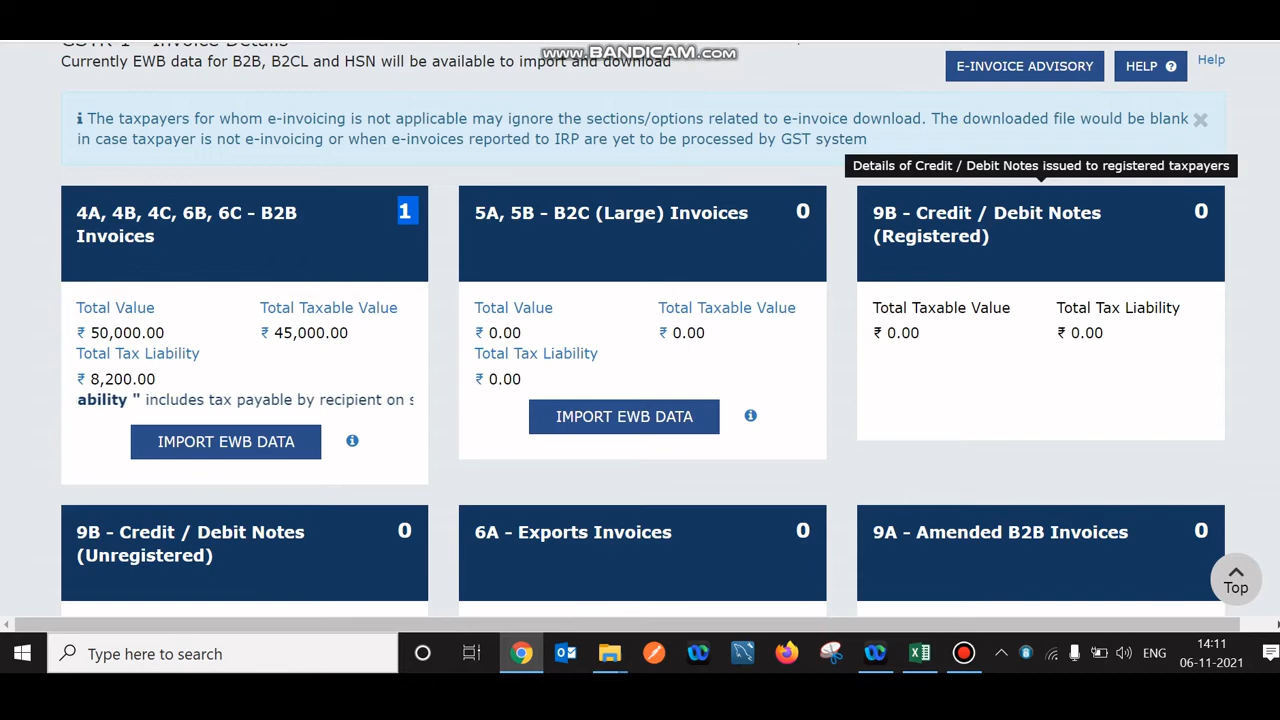 GSTR-1 - Invoice Details
www.BANDICAM.com
Currently EWB data for B2B, B2CL and HSN will be available to import and download
E-INVOICE ADVISORY
HELP
Help
The taxpayers for whom e-invoicing is not applicable may ignore the sections/options related to e-invoice download. The downloaded file would be blank
in case taxpayer is not e-invoicing or when e-invoices reported to IRP are yet to be processed by GST system
Details of Credit / Debit Notes issued to registered taxpayers
4A, 4B, 4C, 6B, 6C - B2B
Invoices
1
Total Value
Total Taxable Value
₹ 50,000.00
₹ 45,000.00
Total Tax Liability
₹ 8,200.00
ability " includes tax payable by recipient on s
IMPORT EWB DATA
5A, 5B - B2C (Large) Invoices
0
Total Value
Total Taxable Value
₹ 0.00
₹ 0.00
Total Tax Liability
₹ 0.00
IMPORT EWB DATA
9B - Credit / Debit Notes
(Registered)
0
Total Taxable Value
Total Tax Liability
₹ 0.00
₹ 0.00
9B - Credit / Debit Notes
(Unregistered)
0
6A - Exports Invoices
0
9A - Amended B2B Invoices
0
Top
Type here to search
ENG
14:11
06-11-2021